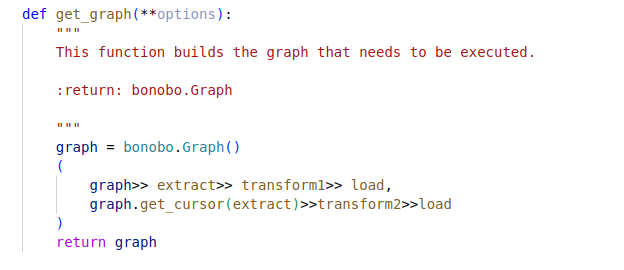 def get_graph(**options):
"""
This function builds the graph that needs to be executed.
:return: bonobo.Graph
"""
graph = bonobo.Graph()
(
graph>> extract>> transform1>> load,
graph.get_cursor(extract)>>transform2>>load
)
return graph